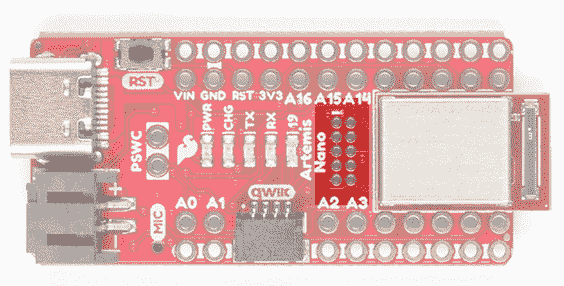 RST
VIN GND RST 3V3 A16 A15 A14
PWR
CHG
TX
RX
19
PSWC
Artemis
Nano
qwiic
MIC
A0 A1 A2 A3
+